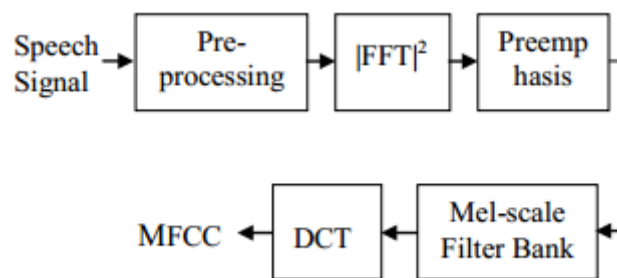 Speech
Signal
Pre-
processing
|FFT|²
Preemp
hasis
MFCC
DCT
Mel-scale
Filter Bank